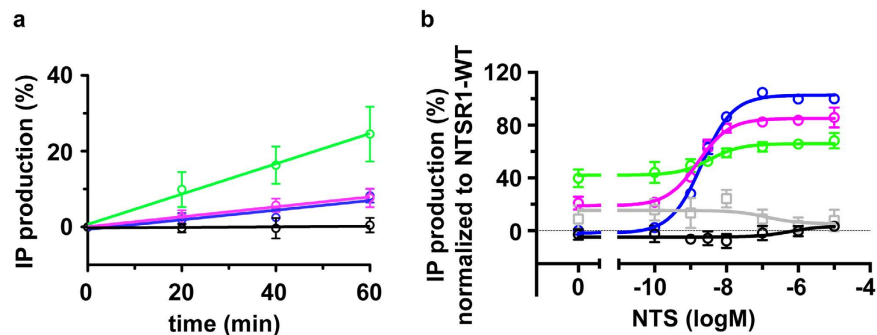 a
IP production (%)
40
20
0
0
20
40
60
time (min)
b
IP production (%)
normalized to NTSR1-WT
120
80
40
0
0
-10
-8
-6
-4
NTS (logM)